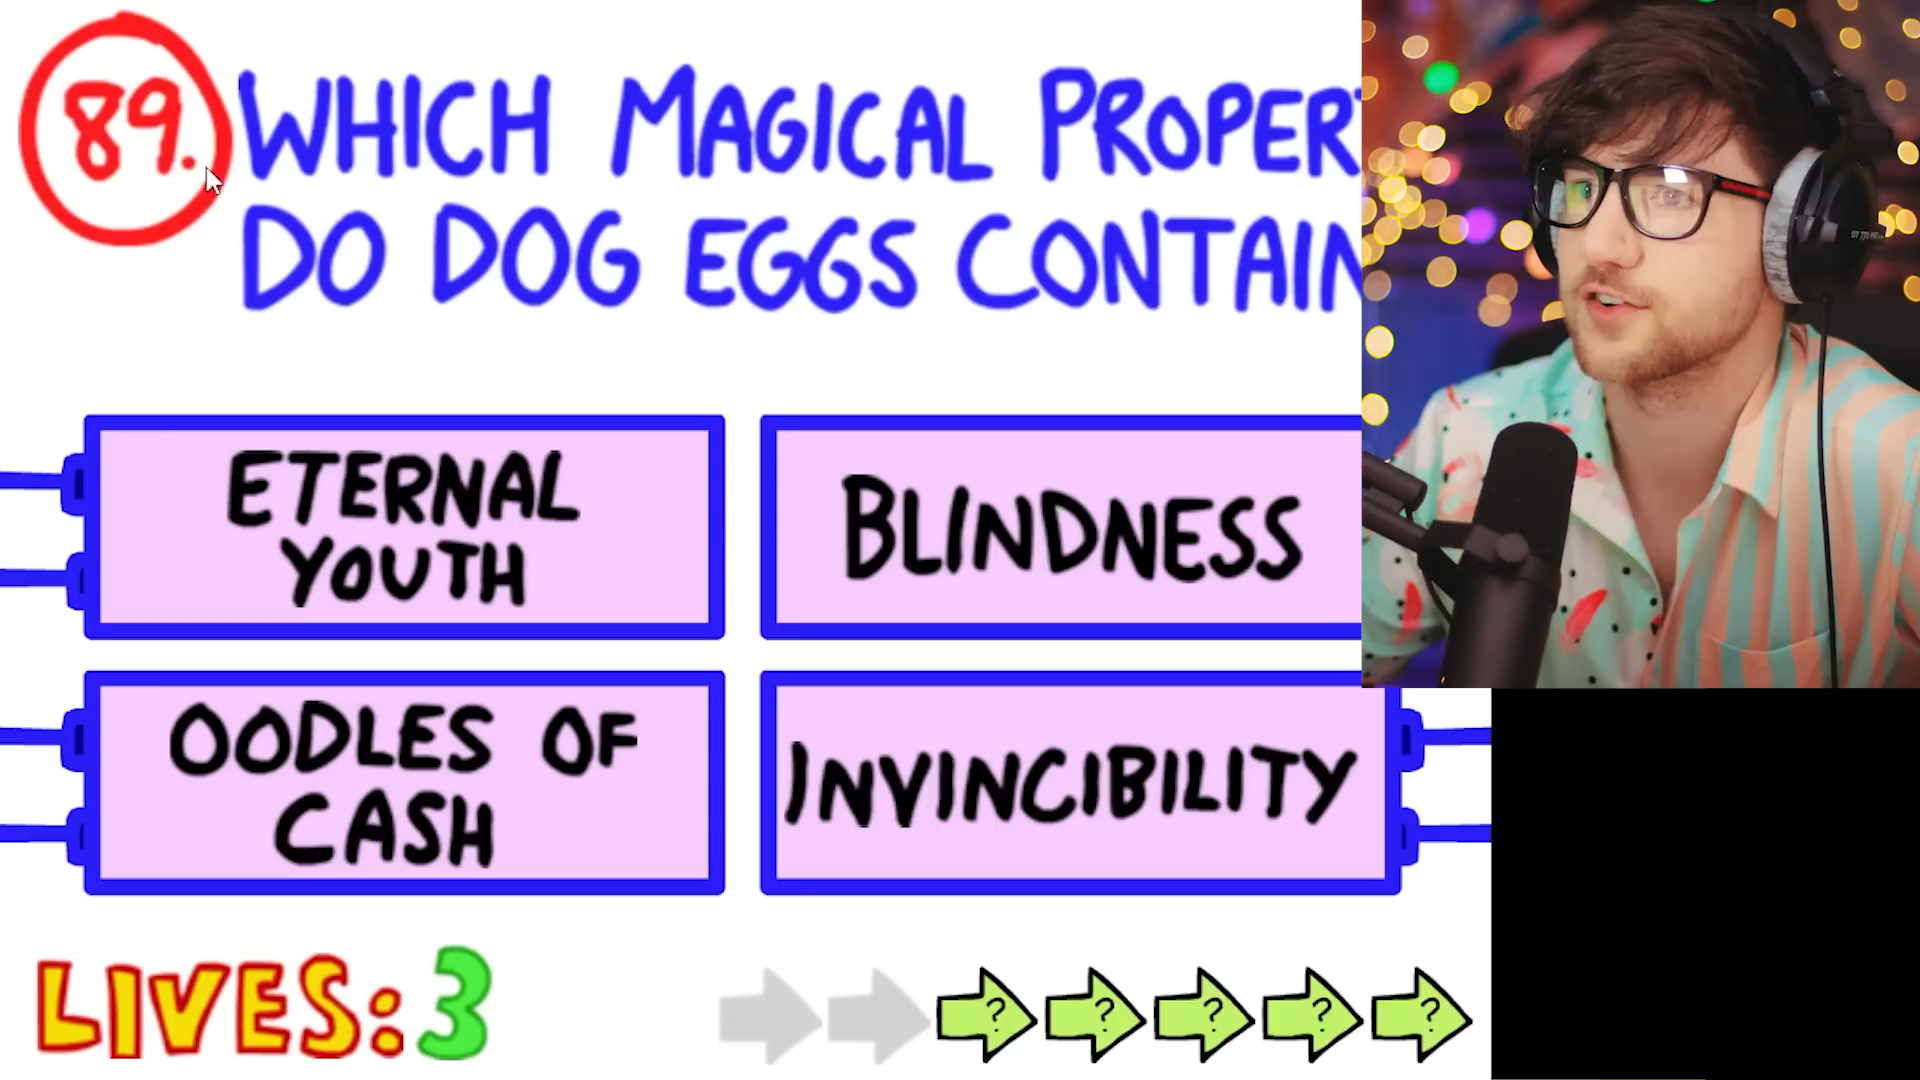 89. WHICH MAGICAL PROPER
DO DOG EGGS CONTAIN
ETERNAL
YOUTH
BLINDNESS
OODLES OF
CASH
INVINCIBILITY
LIVES: 3
? ? ? ? ?